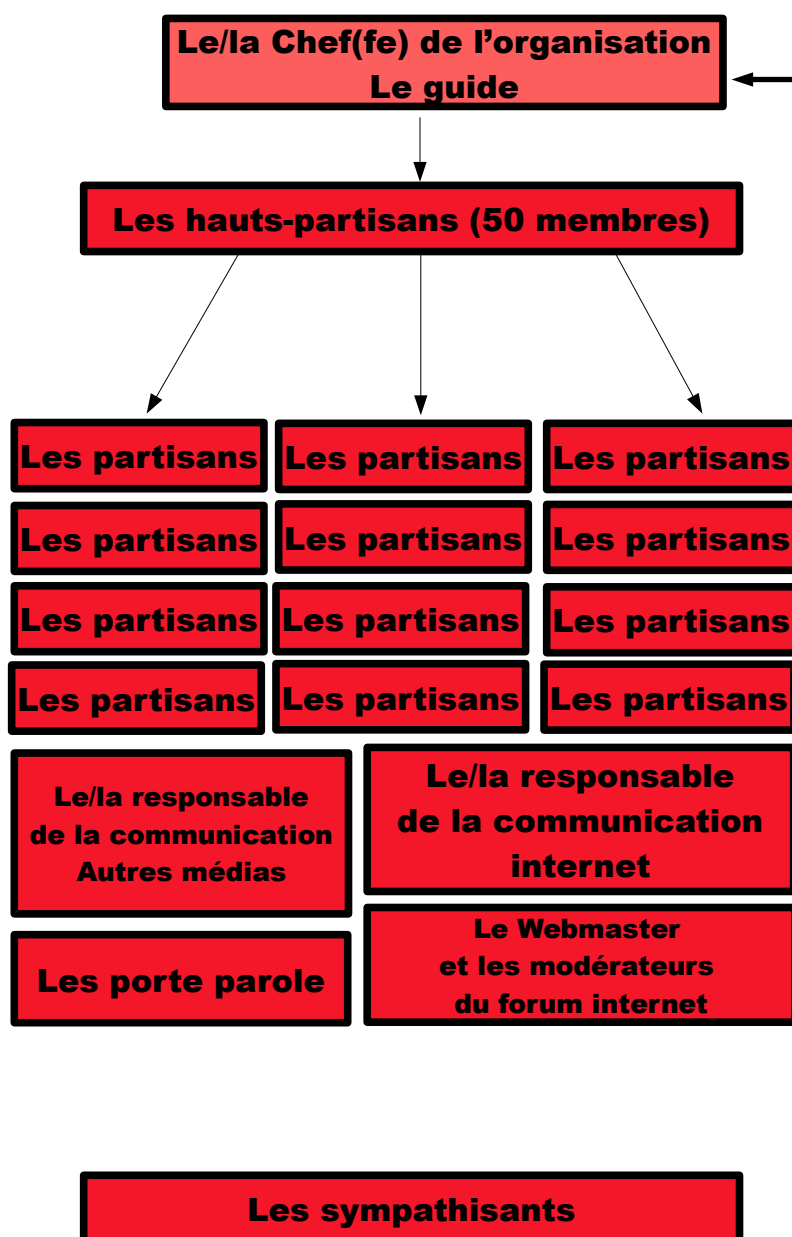 Le/la Chef(fe) de l’organisation
Le guide
Les hauts-partisans (50 membres)
Les partisans
Les partisans
Les partisans
Les partisans
Les partisans
Les partisans
Les partisans
Les partisans
Les partisans
Les partisans
Les partisans
Les partisans
Le/la responsable
de la communication
Autres médias
Le/la responsable
de la communication
internet
Les porte parole
Le Webmaster
et les modérateurs
du forum internet
Les sympathisants